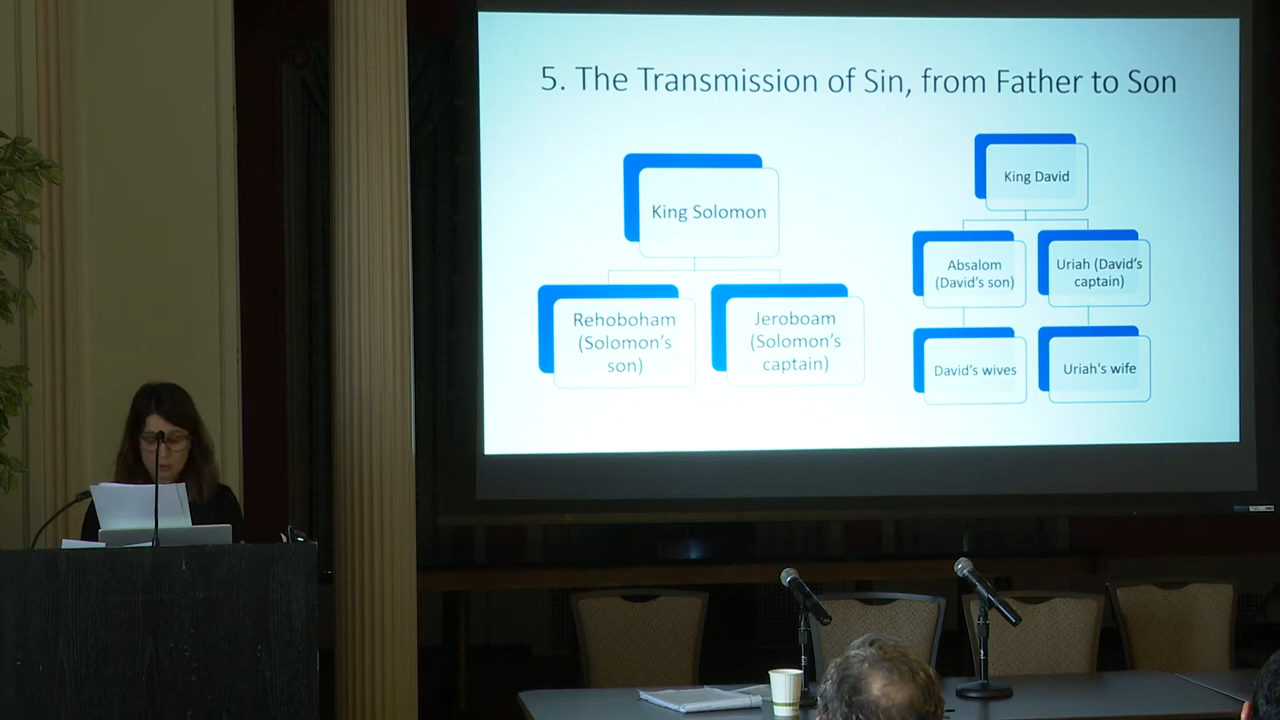 5. The Transmission of Sin, from Father to Son
King Solomon
Rehoboham
(Solomon's
son)
Jeroboam
(Solomon's
captain)
King David
Absalom
(David's son)
Uriah (David's
captain)
David's wives
Uriah's wife